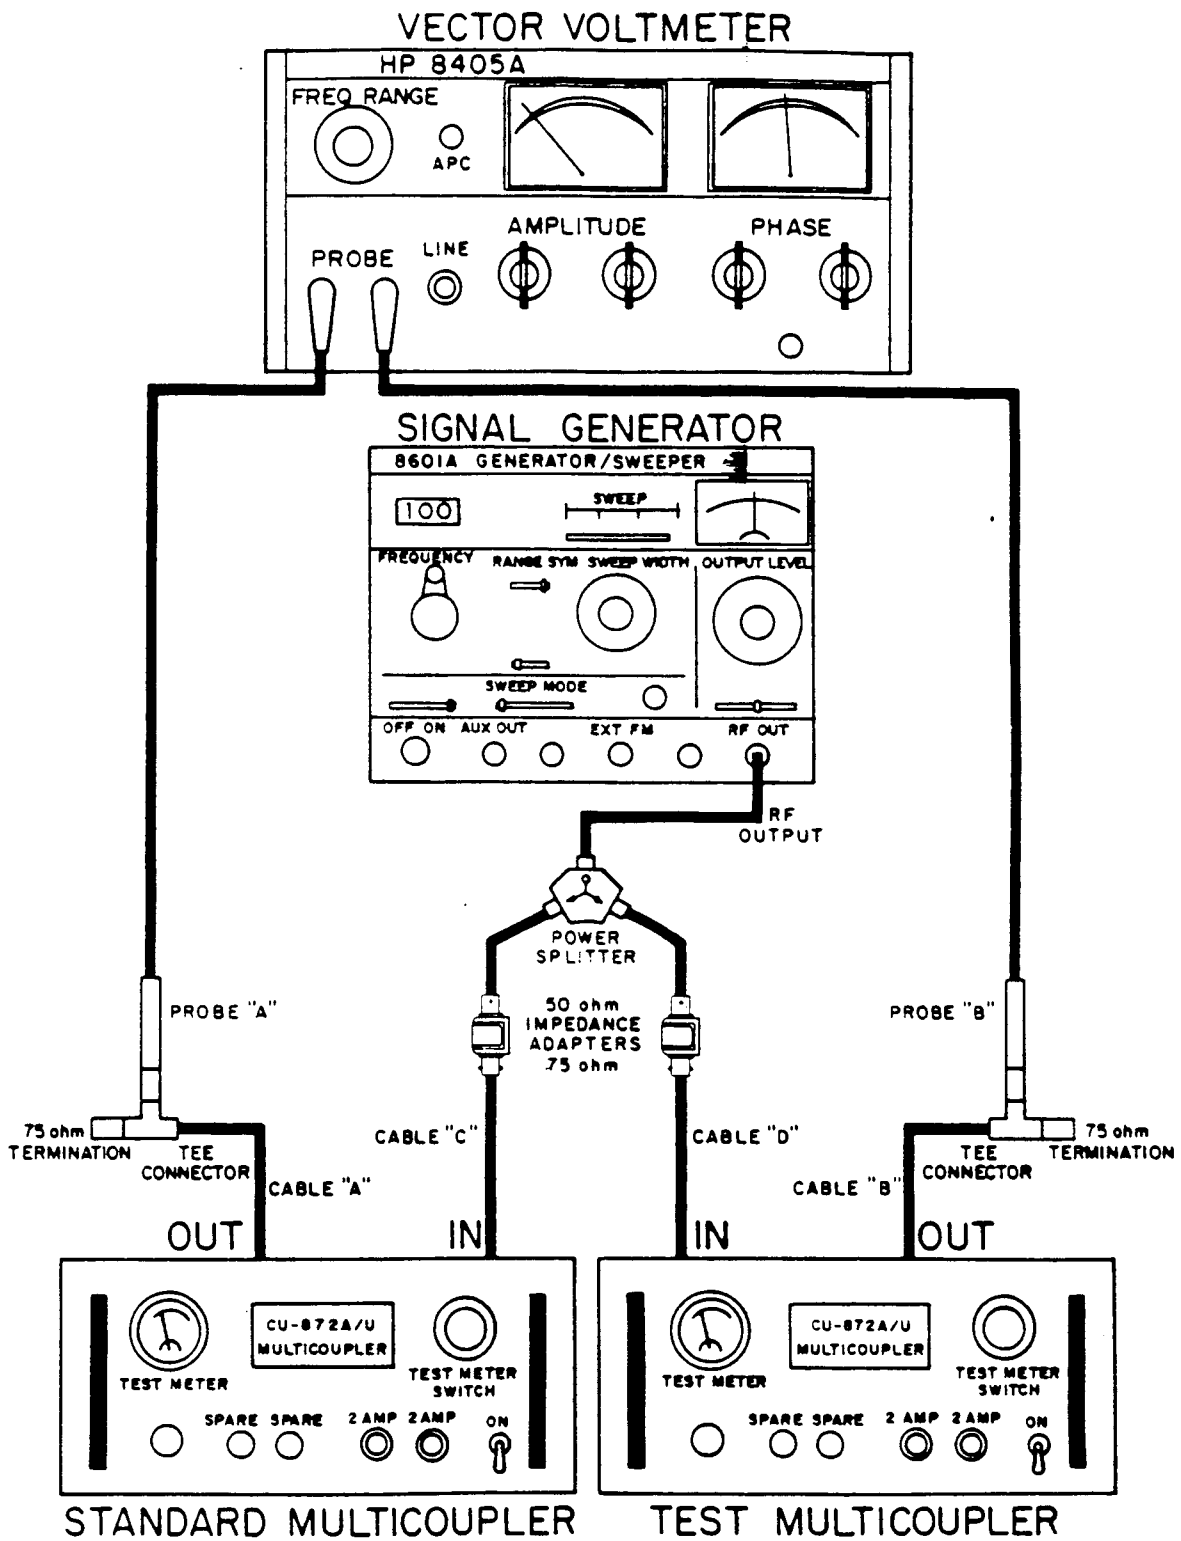 VECTOR VOLTMETER
HP 8405A
FREQ RANGE
APC
AMPLITUDE
PHASE
PROBE
LINE
SIGNAL GENERATOR
8601A GENERATOR/SWEEPER
100
SWEEP
FREQUENCY
RANGE SYM SWEEP WIDTH
OUTPUT LEVEL
SWEEP MODE
OFF ON
AUX OUT
EXT FM
RF OUT
RF
OUTPUT
POWER
SPLITTER
PROBE "A"
50 ohm
IMPEDANCE
ADAPTERS
75 ohm
PROBE "B"
75 ohm
TERMINATION
TEE
CONNECTOR
CABLE "A"
CABLE "C"
CABLE "D"
CABLE "B"
TEE
CONNECTOR
75 ohm
TERMINATION
OUT
IN
IN
OUT
CU-872A/U
MULTICOUPLER
TEST METER
TEST METER
SWITCH
SPARE SPARE
2 AMP 2 AMP
ON
CU-872A/U
MULTICOUPLER
TEST METER
TEST METER
SWITCH
SPARE SPARE
2 AMP 2 AMP
ON
STANDARD MULTICOUPLER
TEST MULTICOUPLER